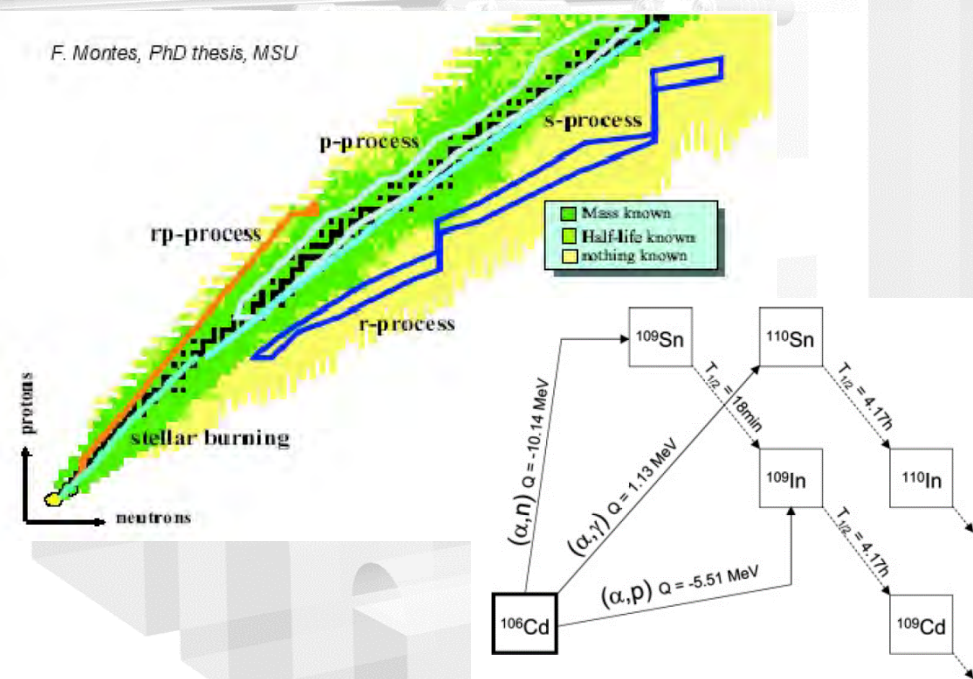 F. Montes, PhD thesis, MSU
p-process
s-process
rp-process
Mass known
Half-life known
nothing known
r-process
protons
stellar burning
neutrons
¹⁰⁹Sn
¹¹⁰Sn
T₁/₂ = 18min
T₁/₂ = 4.17h
(α,n) Q = -10.14 MeV
(α,γ) Q = 1.13 MeV
¹⁰⁹In
¹¹⁰In
T₁/₂ = 4.17h
(α,p) Q = -5.51 MeV
¹⁰⁶Cd
¹⁰⁹Cd